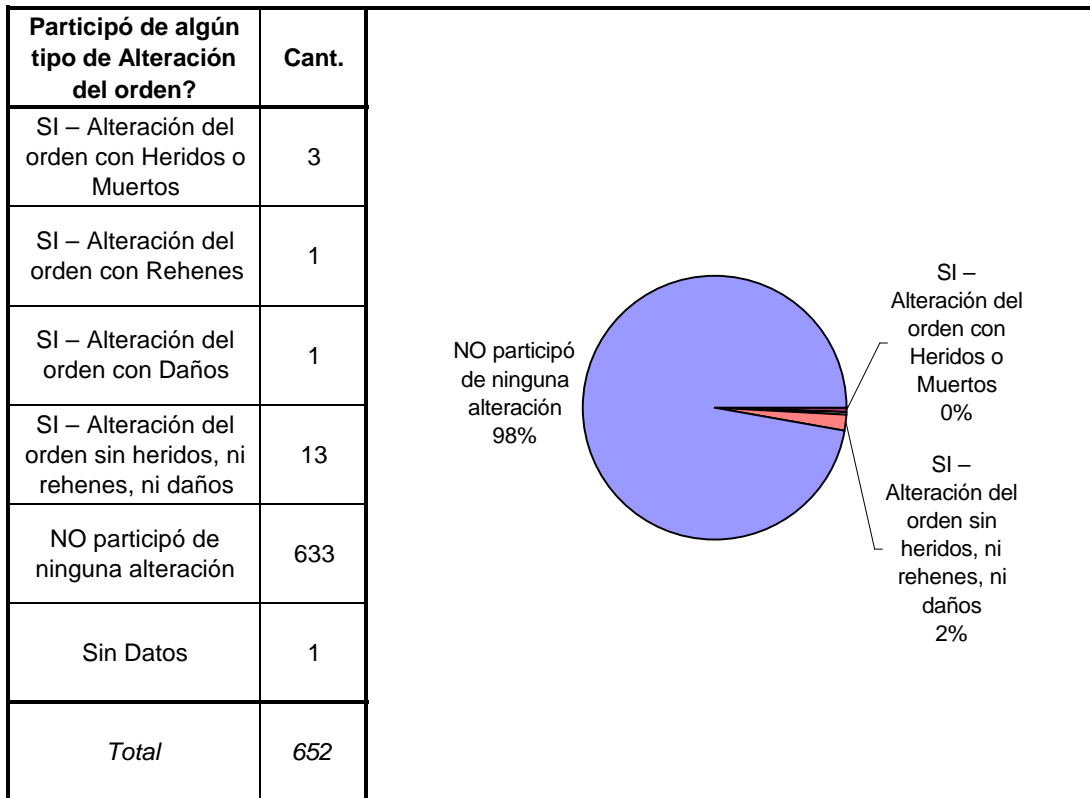 Participó de algún
tipo de Alteración
del orden?
Cant.
SI – Alteración del
orden con Heridos o
Muertos
3
SI – Alteración del
orden con Rehenes
1
SI – Alteración del
orden con Daños
1
SI – Alteración del
orden sin heridos, ni
rehenes, ni daños
13
NO participó de
ninguna alteración
633
Sin Datos
1
Total
652
NO participó
de ninguna
alteración
98%
SI –
Alteración del
orden con
Heridos o
Muertos
0%
SI –
Alteración del
orden sin
heridos, ni
rehenes, ni
daños
2%